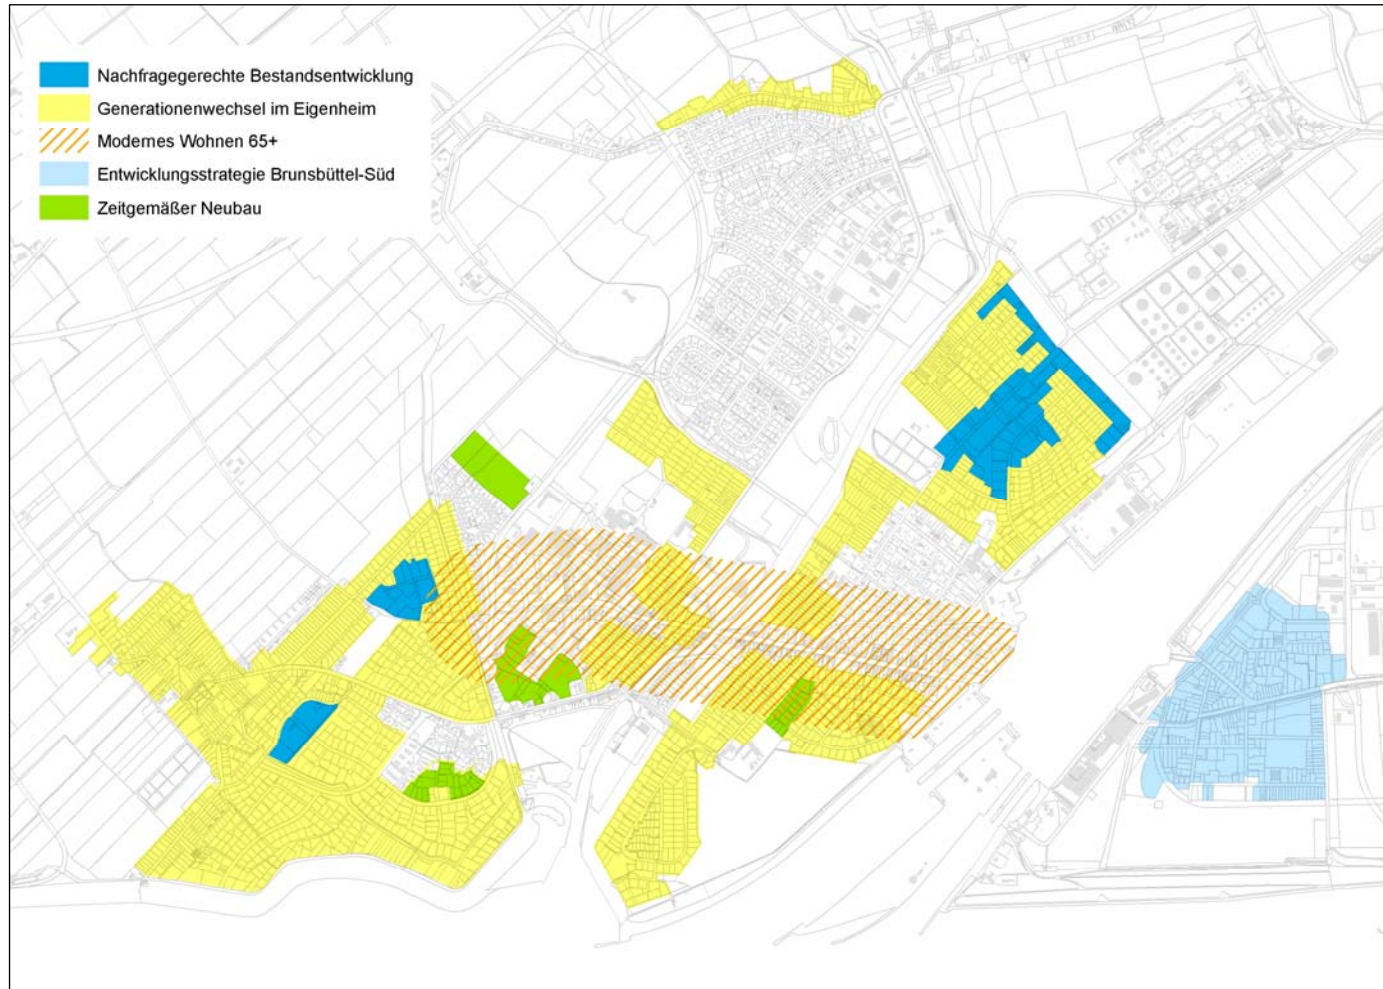 Nachfragegerechte Bestandsentwicklung
Generationenwechsel im Eigenheim
Modernes Wohnen 65+
Entwicklungsstrategie Brunsbüttel-Süd
Zeitgemäßer Neubau